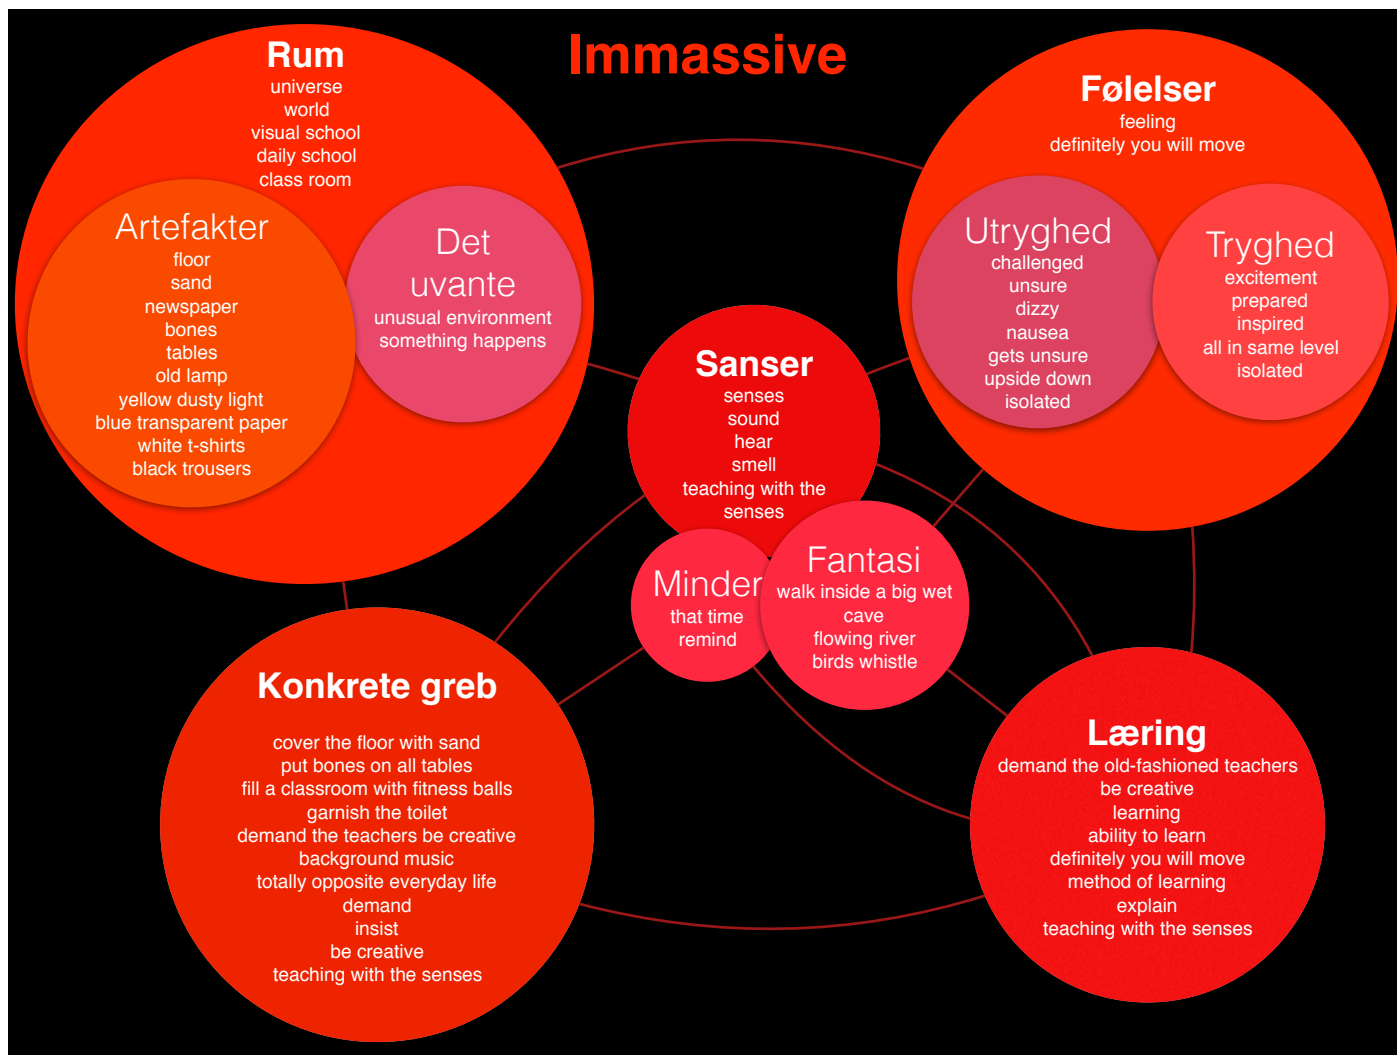 Immassive
Rum
universe
world
visual school
daily school
class room
Artefakter
floor
sand
newspaper
bones
tables
old lamp
yellow dusty light
blue transparent paper
white t-shirts
black trousers
Det
uvante
unusual environment
something happens
Følelser
feeling
definitely you will move
Utryghed
challenged
unsure
dizzy
nausea
gets unsure
upside down
isolated
Tryghed
excitement
prepared
inspired
all in same level
isolated
Sanser
senses
sound
hear
smell
teaching with the
senses
Minder
that time
remind
Fantasi
walk inside a big wet
cave
flowing river
birds whistle
Konkrete greb
cover the floor with sand
put bones on all tables
fill a classroom with fitness balls
garnish the toilet
demand the teachers be creative
background music
totally opposite everyday life
demand
insist
be creative
teaching with the senses
Læring
demand the old-fashioned teachers
be creative
learning
ability to learn
definitely you will move
method of learning
explain
teaching with the senses